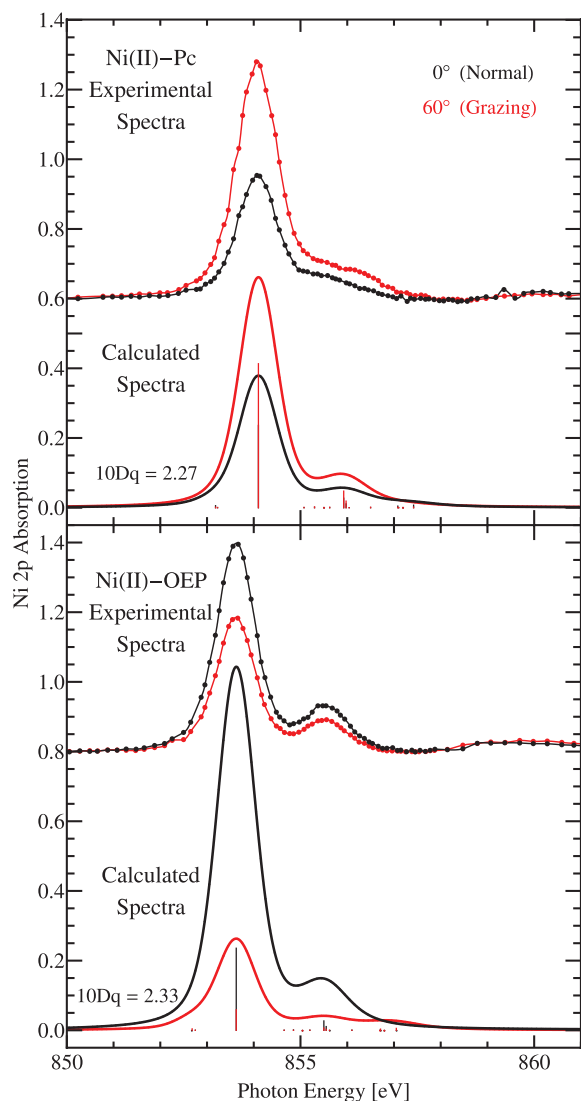 1.4
Ni(II)−Pc
Experimental
Spectra
0° (Normal)
60° (Grazing)
1.2
1.0
0.8
0.6
Calculated
Spectra
0.4
0.2
10Dq = 2.27
0.0
Ni 2p Absorption
1.4
Ni(II)−OEP
Experimental
Spectra
1.2
1.0
0.8
0.6
Calculated
Spectra
0.4
0.2
10Dq = 2.33
0.0
850 855 860
Photon Energy [eV]